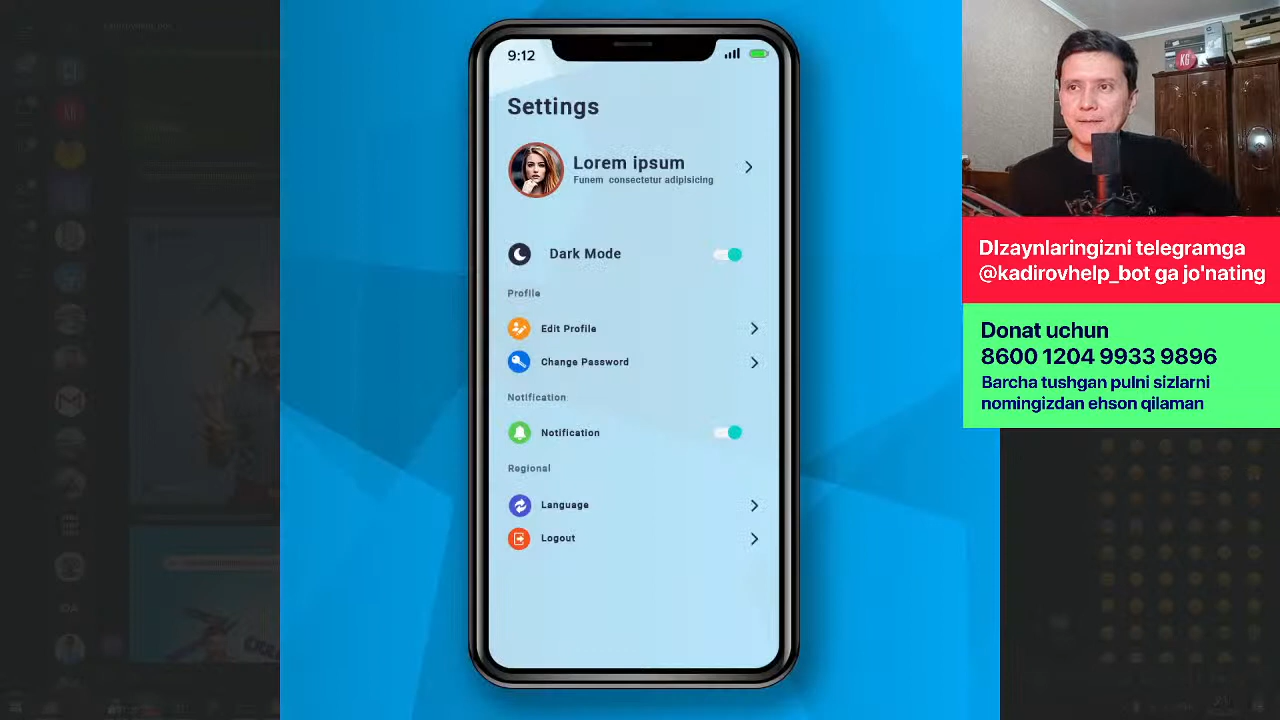 9:12
Settings
Lorem ipsum
Funem consectetur adipisicing
Dark Mode
Profile
Edit Profile
Change Password
Notification
Notification
Regional
Language
Logout
KG
DIzaynlaringizni telegramga
@kadirovhelp_bot ga jo'nating
Donat uchun
8600 1204 9933 9896
Barcha tushgan pulni sizlarni
nomingizdan ehson qilaman